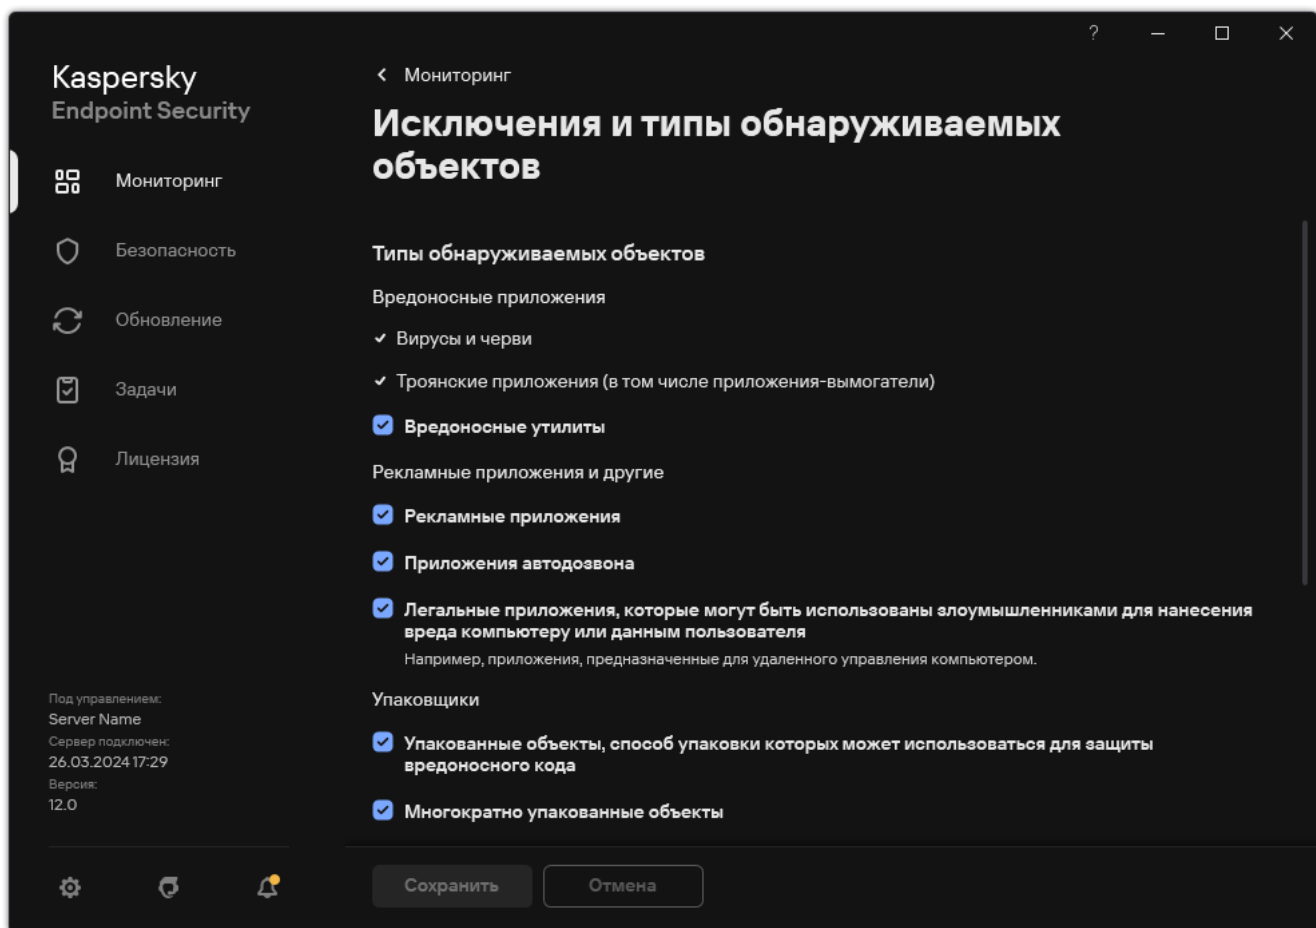 ?
Kaspersky
Endpoint Security
Мониторинг
Безопасность
Обновление
Задачи
Лицензия
Под управлением:
Server Name
Сервер подключен:
26.03.2024 17:29
Версия:
12.0
Мониторинг
Исключения и типы обнаруживаемых
объектов
Типы обнаруживаемых объектов
Вредоносные приложения
Вирусы и черви
Троянские приложения (в том числе приложения-вымогатели)
Вредоносные утилиты
Рекламные приложения и другие
Рекламные приложения
Приложения автодозвона
Легальные приложения, которые могут быть использованы злоумышленниками для нанесения
вреда компьютеру или данным пользователя
Например, приложения, предназначенные для удаленного управления компьютером.
Упаковщики
Упакованные объекты, способ упаковки которых может использоваться для защиты
вредоносного кода
Многократно упакованные объекты
Сохранить
Отмена